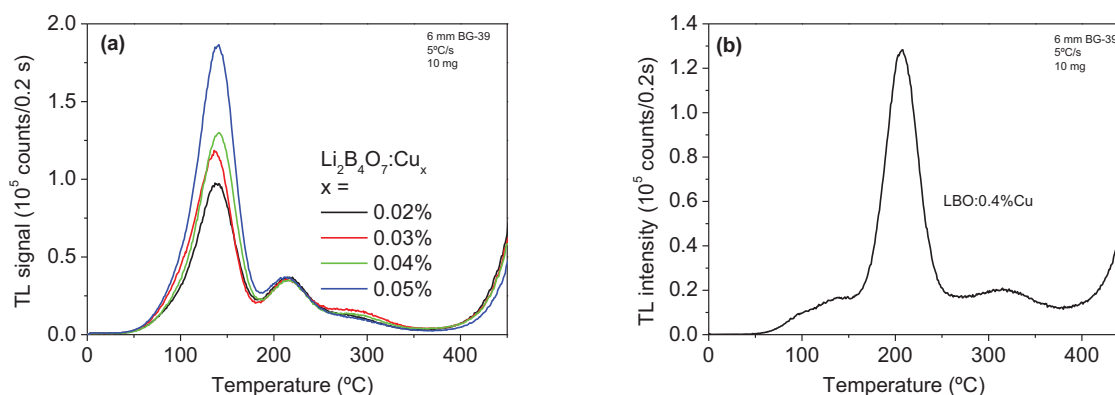 (a)
6 mm BG-39
5ºC/s
10 mg
TL signal (10⁵ counts/0.2 s)
2.0
1.5
1.0
0.5
0.0
Li₂B₄O₇:Cuₓ
x =
0.02%
0.03%
0.04%
0.05%
0 100 200 300 400
Temperature (ºC)
(b)
6 mm BG-39
5ºC/s
10 mg
TL intensity (10⁵ counts/0.2s)
1.4
1.2
1.0
0.8
0.6
0.4
0.2
0.0
LBO:0.4%Cu
0 100 200 300 400
Temperature (ºC)